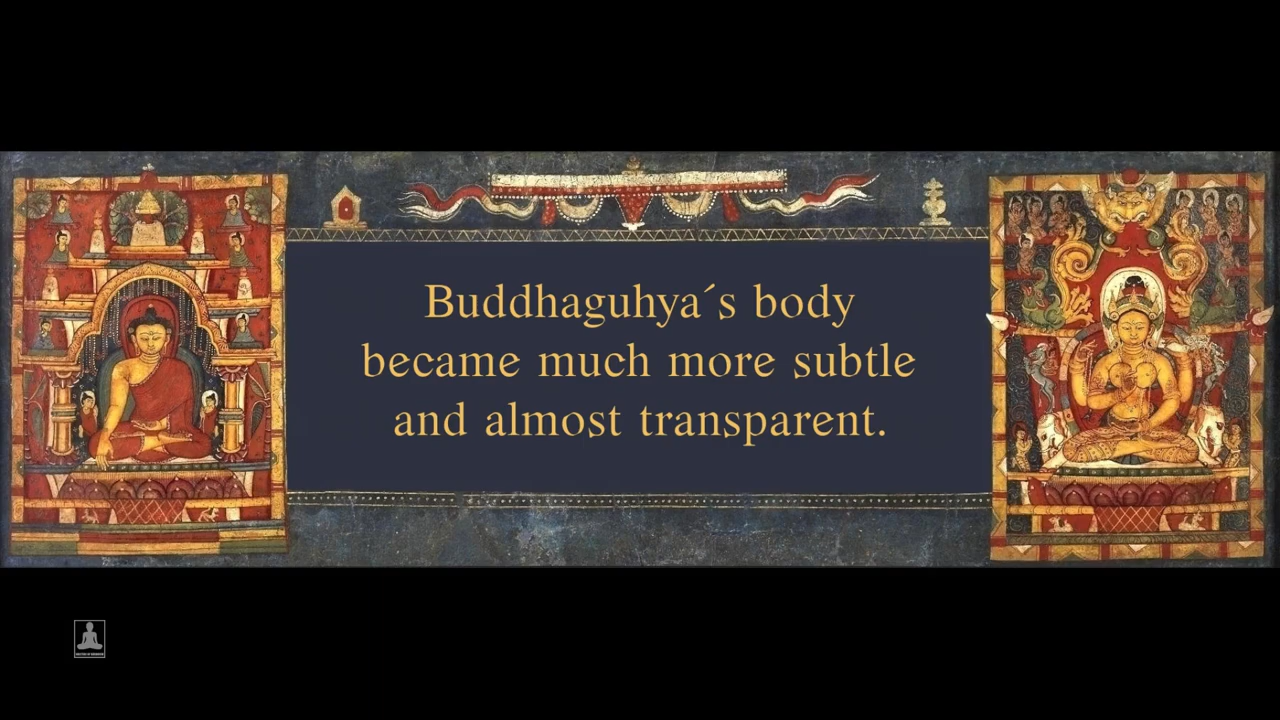 Buddhaguhya´s body
became much more subtle
and almost transparent.